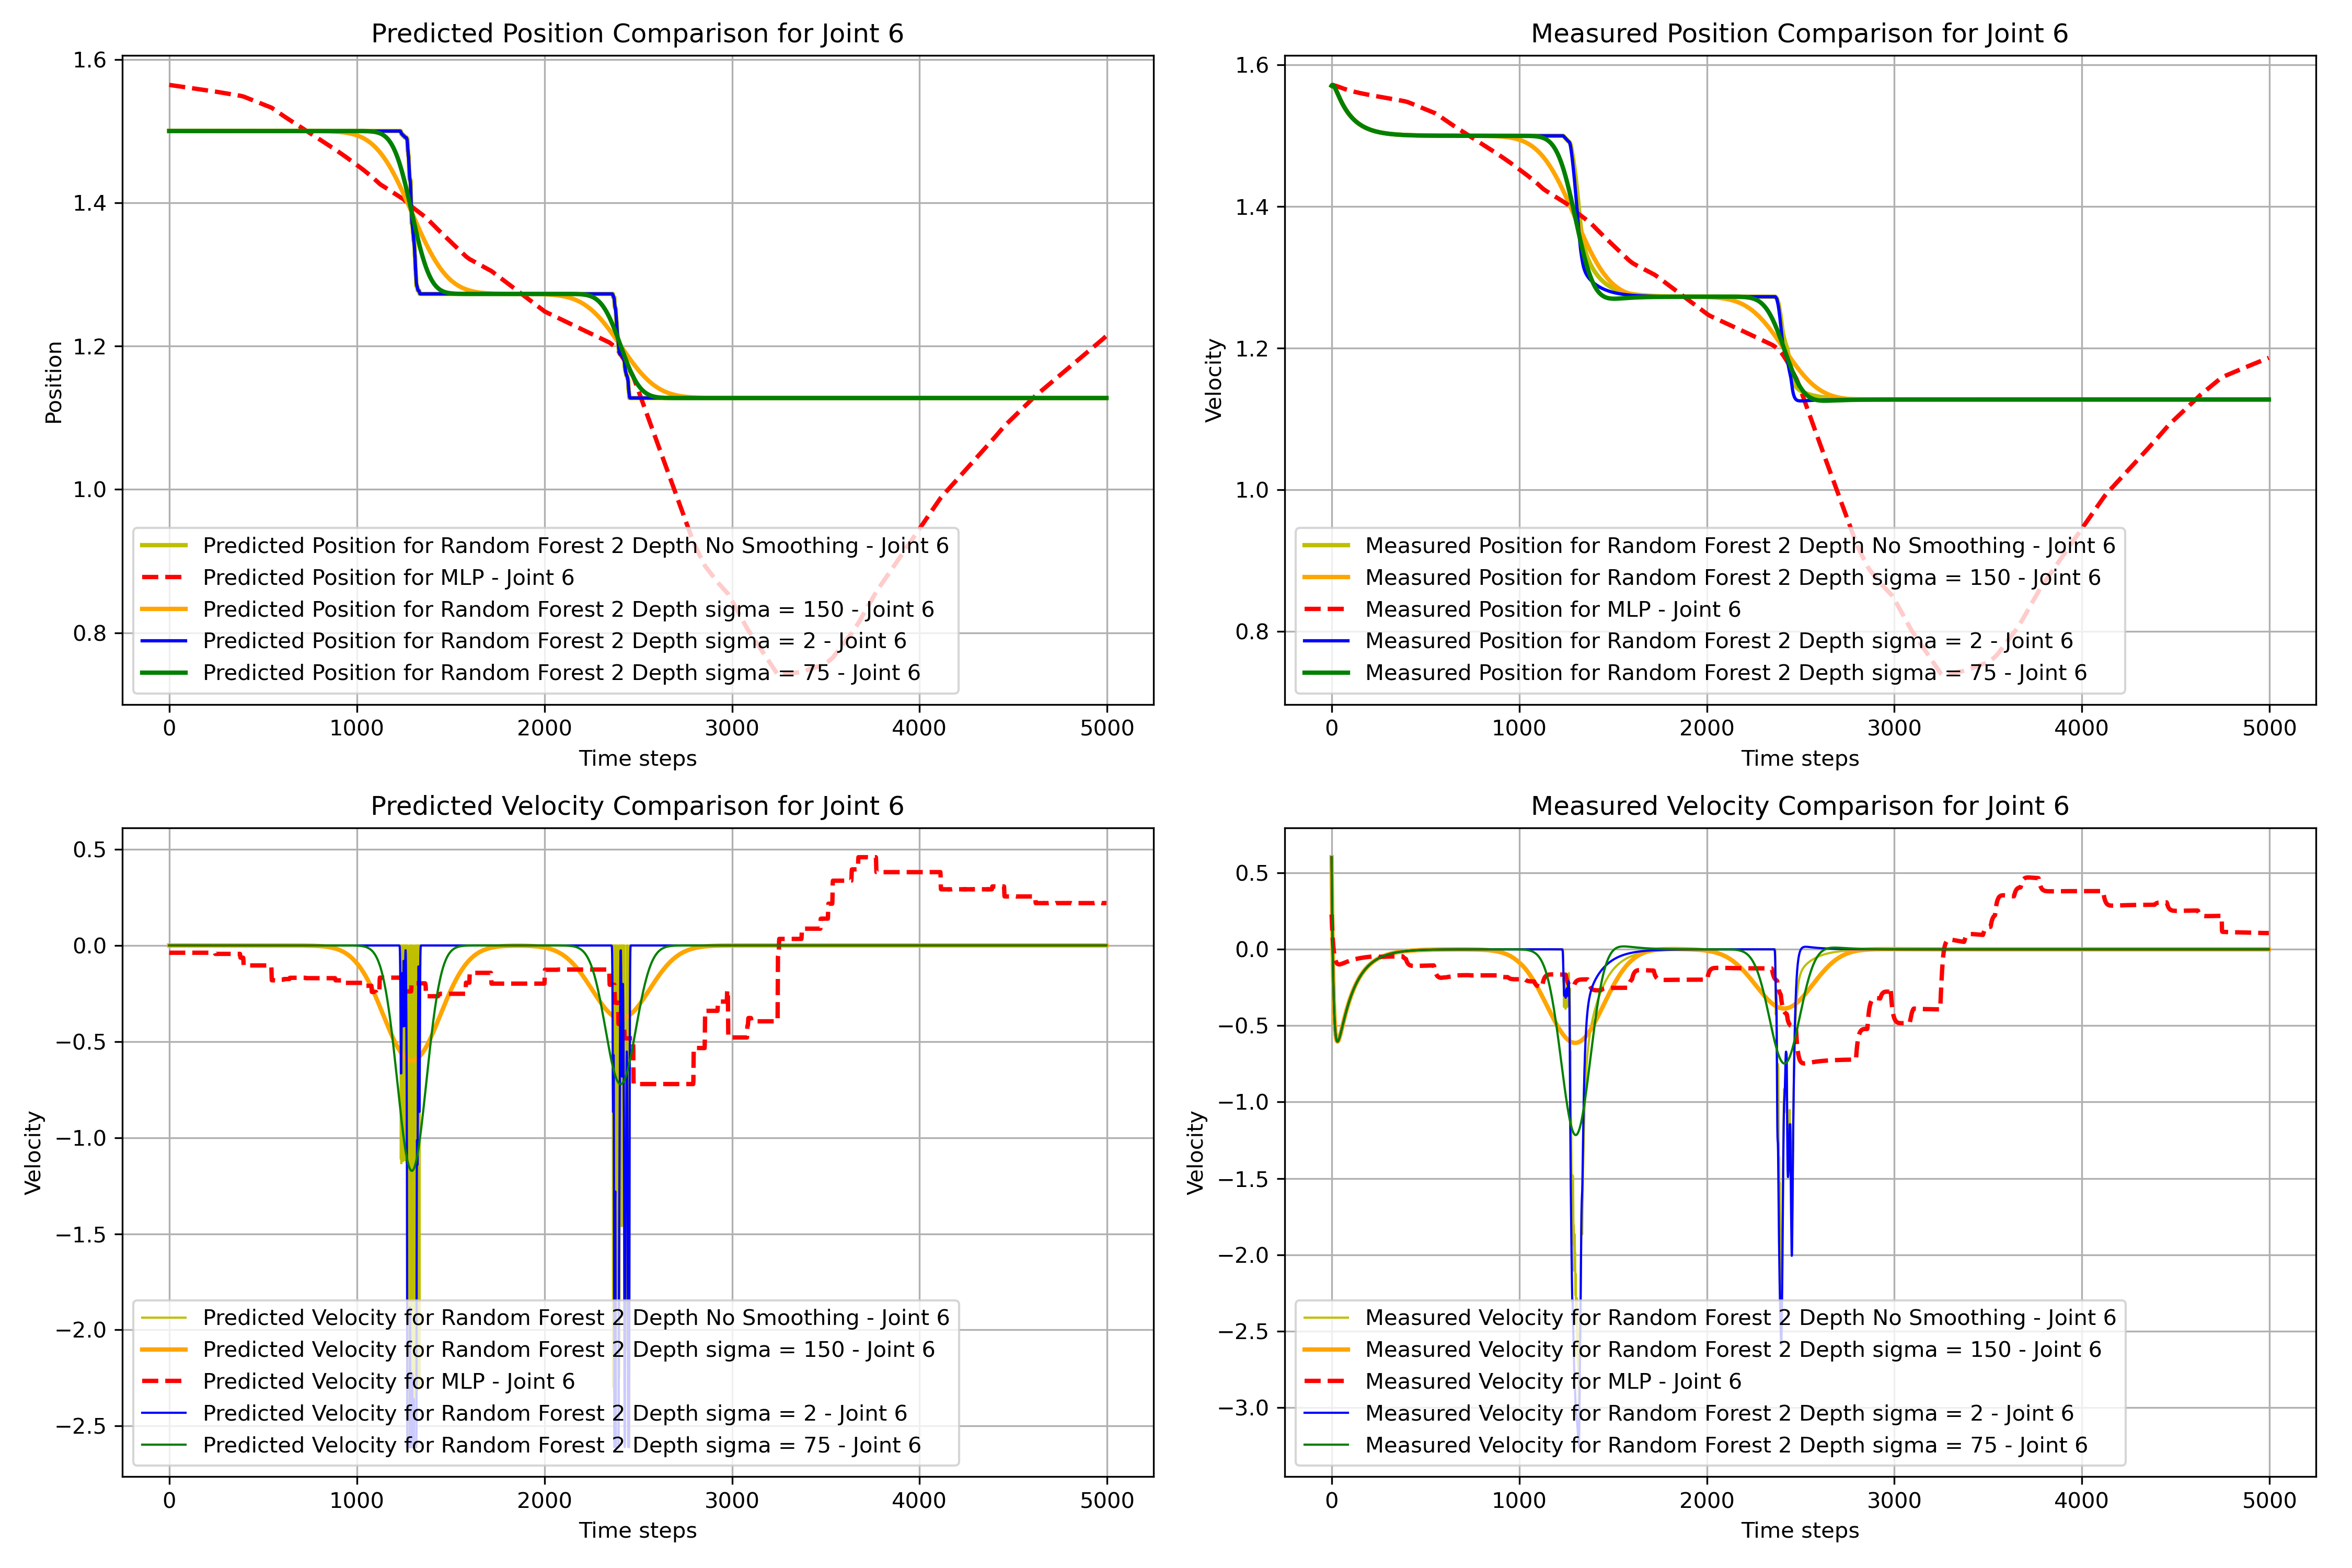 Predicted Position Comparison for Joint 6
1.6
1.4
1.2
1.0
0.8
Position
Predicted Position for Random Forest 2 Depth No Smoothing - Joint 6
Predicted Position for MLP - Joint 6
Predicted Position for Random Forest 2 Depth sigma = 150 - Joint 6
Predicted Position for Random Forest 2 Depth sigma = 2 - Joint 6
Predicted Position for Random Forest 2 Depth sigma = 75 - Joint 6
0 1000 2000 3000 4000 5000
Time steps
Measured Position Comparison for Joint 6
1.6
1.4
1.2
1.0
0.8
Velocity
Measured Position for Random Forest 2 Depth No Smoothing - Joint 6
Measured Position for Random Forest 2 Depth sigma = 150 - Joint 6
Measured Position for MLP - Joint 6
Measured Position for Random Forest 2 Depth sigma = 2 - Joint 6
Measured Position for Random Forest 2 Depth sigma = 75 - Joint 6
0 1000 2000 3000 4000 5000
Time steps
Predicted Velocity Comparison for Joint 6
0.5
0.0
−0.5
−1.0
−1.5
−2.0
−2.5
Velocity
Predicted Velocity for Random Forest 2 Depth No Smoothing - Joint 6
Predicted Velocity for Random Forest 2 Depth sigma = 150 - Joint 6
Predicted Velocity for MLP - Joint 6
Predicted Velocity for Random Forest 2 Depth sigma = 2 - Joint 6
Predicted Velocity for Random Forest 2 Depth sigma = 75 - Joint 6
0 1000 2000 3000 4000 5000
Time steps
Measured Velocity Comparison for Joint 6
0.5
0.0
−0.5
−1.0
−1.5
−2.0
−2.5
−3.0
Velocity
Measured Velocity for Random Forest 2 Depth No Smoothing - Joint 6
Measured Velocity for Random Forest 2 Depth sigma = 150 - Joint 6
Measured Velocity for MLP - Joint 6
Measured Velocity for Random Forest 2 Depth sigma = 2 - Joint 6
Measured Velocity for Random Forest 2 Depth sigma = 75 - Joint 6
0 1000 2000 3000 4000 5000
Time steps